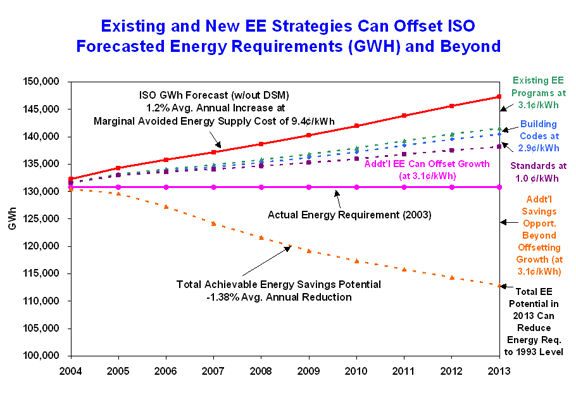 Existing and New EE Strategies Can Offset ISO
Forecasted Energy Requirements (GWH) and Beyond
150,000
145,000
140,000
135,000
130,000
125,000
120,000
115,000
110,000
105,000
100,000
GWh
2004
2005
2006
2007
2008
2009
2010
2011
2012
2013
ISO GWh Forecast (w/out DSM)
1.2% Avg. Annual Increase at
Marginal Avoided Energy Supply Cost of 9.4¢/kWh
Addt'l EE Can Offset Growth
(at 3.1¢/kWh)
Actual Energy Requirement (2003)
Total Achievable Energy Savings Potential
-1.38% Avg. Annual Reduction
Existing EE
Programs at
3.1¢/kWh
Building
Codes at
2.9¢/kWh
Standards at
1.0 ¢/kWh
Addt'l
Savings
Opport.
Beyond
Offsetting
Growth (at
3.1¢/kWh)
Total EE
Potential in
2013 Can
Reduce
Energy Req.
to 1993 Level